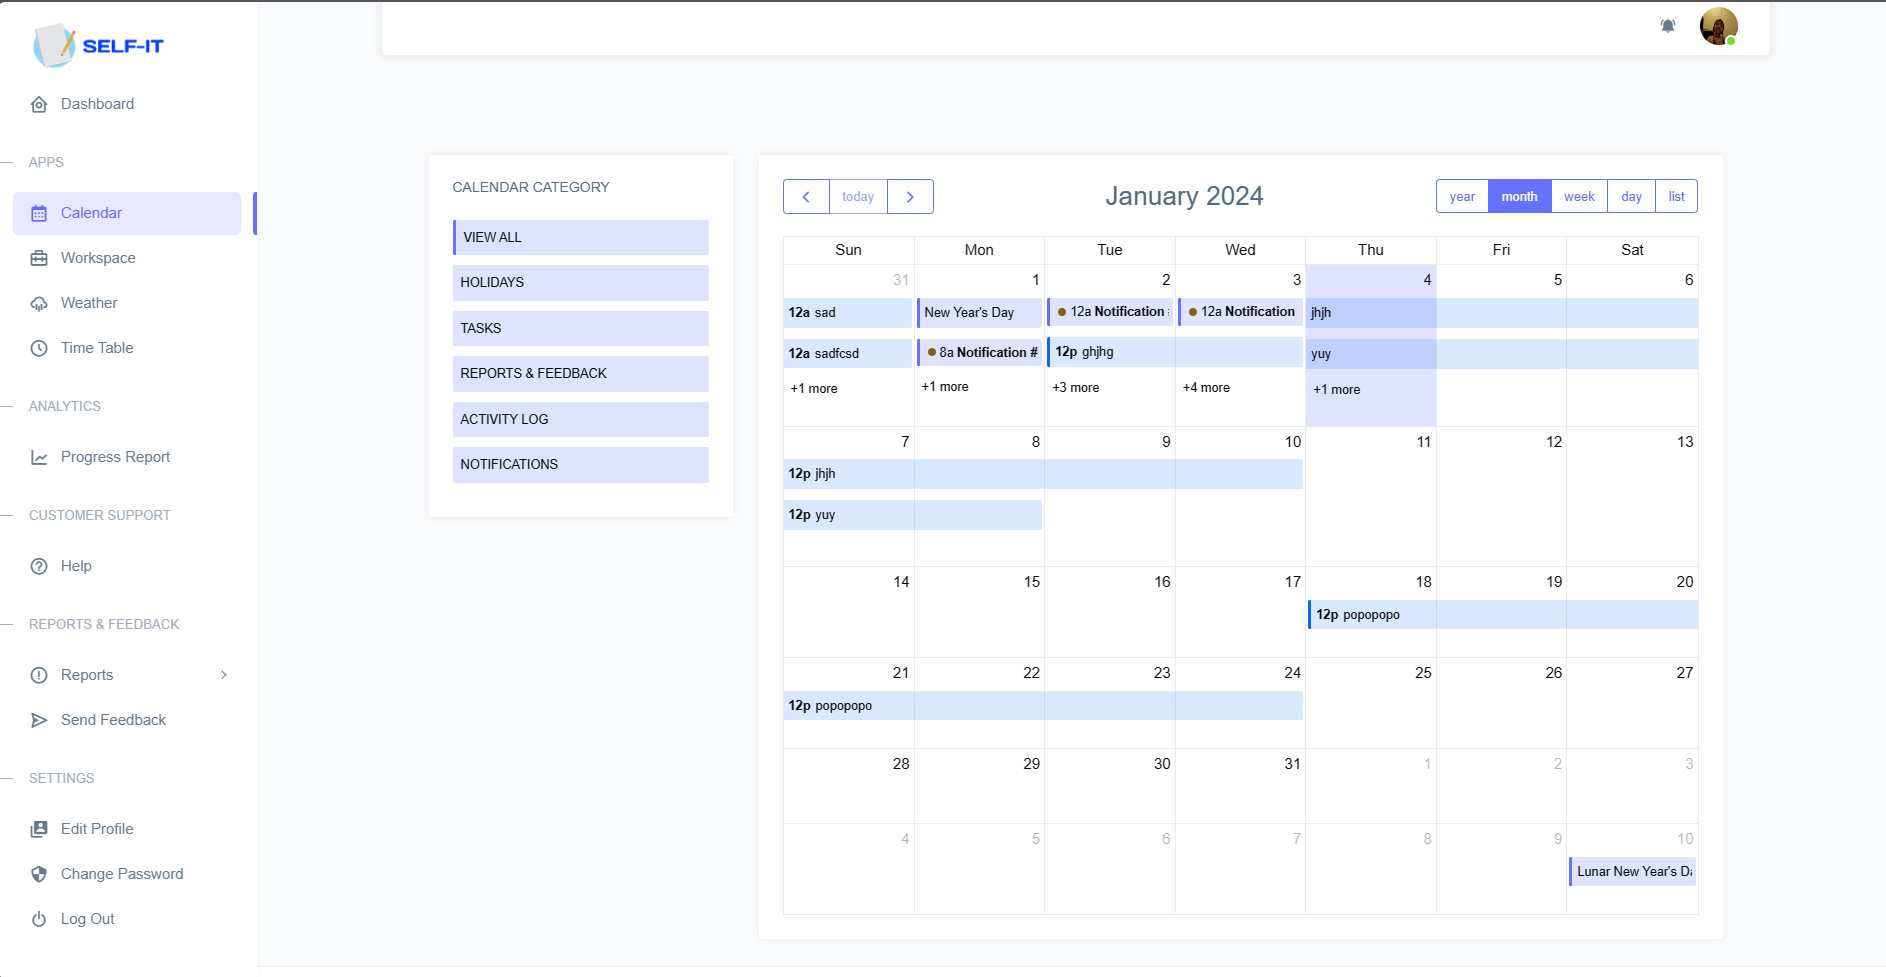 SELF-IT
Dashboard
APPS
Calendar
Workspace
Weather
Time Table
ANALYTICS
Progress Report
CUSTOMER SUPPORT
Help
REPORTS & FEEDBACK
Reports
Send Feedback
SETTINGS
Edit Profile
Change Password
Log Out
CALENDAR CATEGORY
VIEW ALL
HOLIDAYS
TASKS
REPORTS & FEEDBACK
ACTIVITY LOG
NOTIFICATIONS
today
January 2024
year month week day list
Sun Mon Tue Wed Thu Fri Sat
31 1 2 3 4 5 6
12a sad New Year's Day 12a Notification 12a Notification jhjh
12a sadfcsd 8a Notification # 12p ghjhg yuy
+1 more +1 more +3 more +4 more +1 more
7 8 9 10 11 12 13
12p jhjh
12p yuy
14 15 16 17 18 19 20
12p popopopo
21 22 23 24 25 26 27
12p popopopo
28 29 30 31 1 2 3
4 5 6 7 8 9 10
Lunar New Year's Da